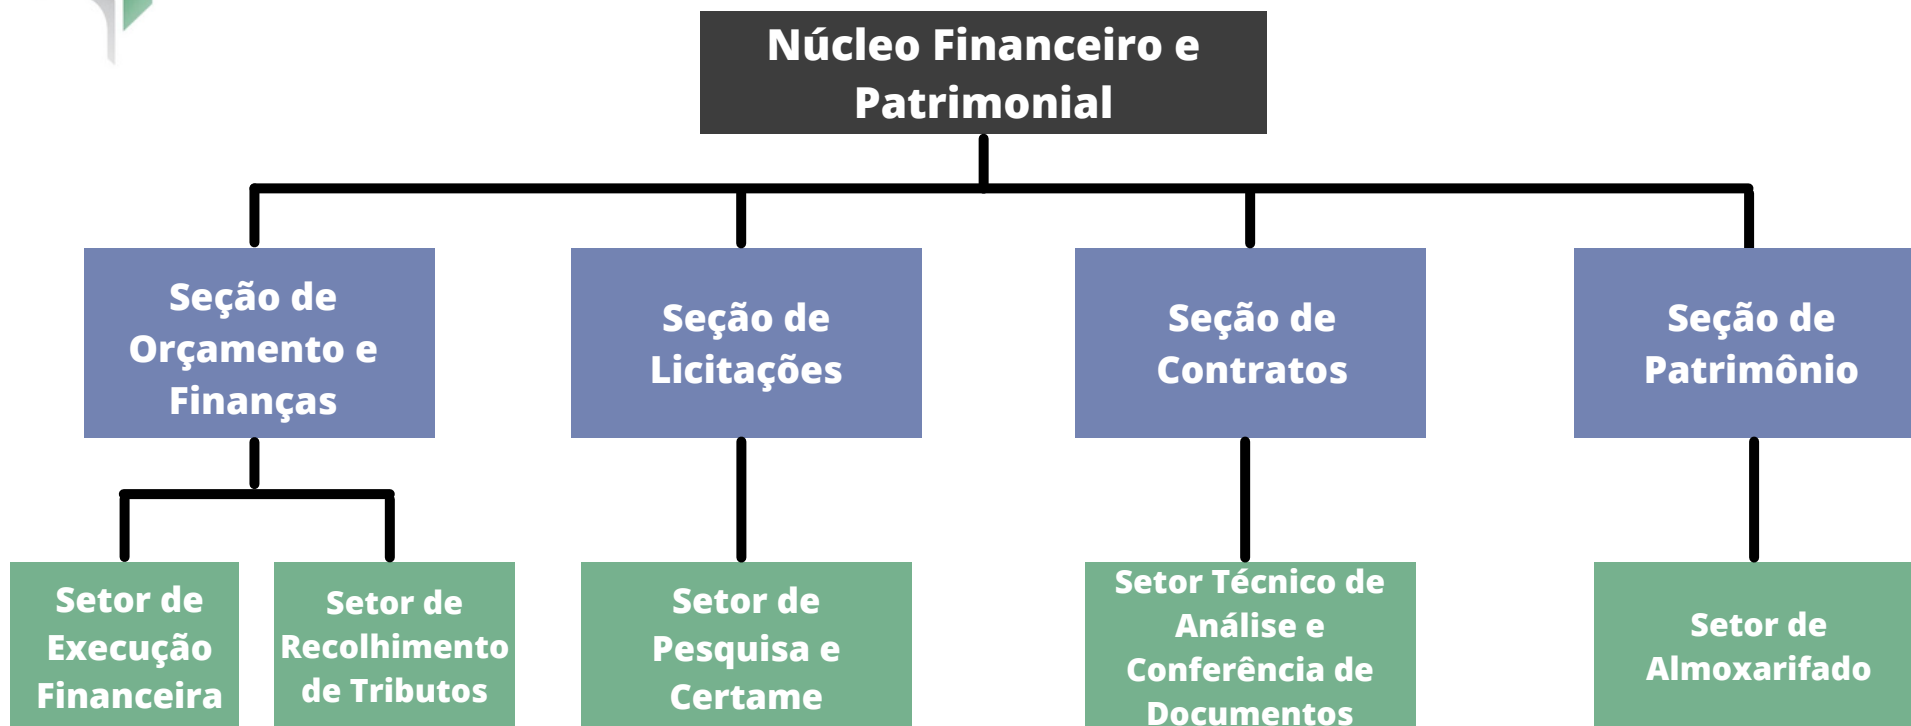 Núcleo Financeiro e
Patrimonial
Seção de
Orçamento e
Finanças
Seção de
Licitações
Seção de
Contratos
Seção de
Patrimônio
Setor de
Execução
Financeira
Setor de
Recolhimento
de Tributos
Setor de
Pesquisa e
Certame
Setor Técnico de
Análise e
Conferência de
Documentos
Setor de
Almoxarifado